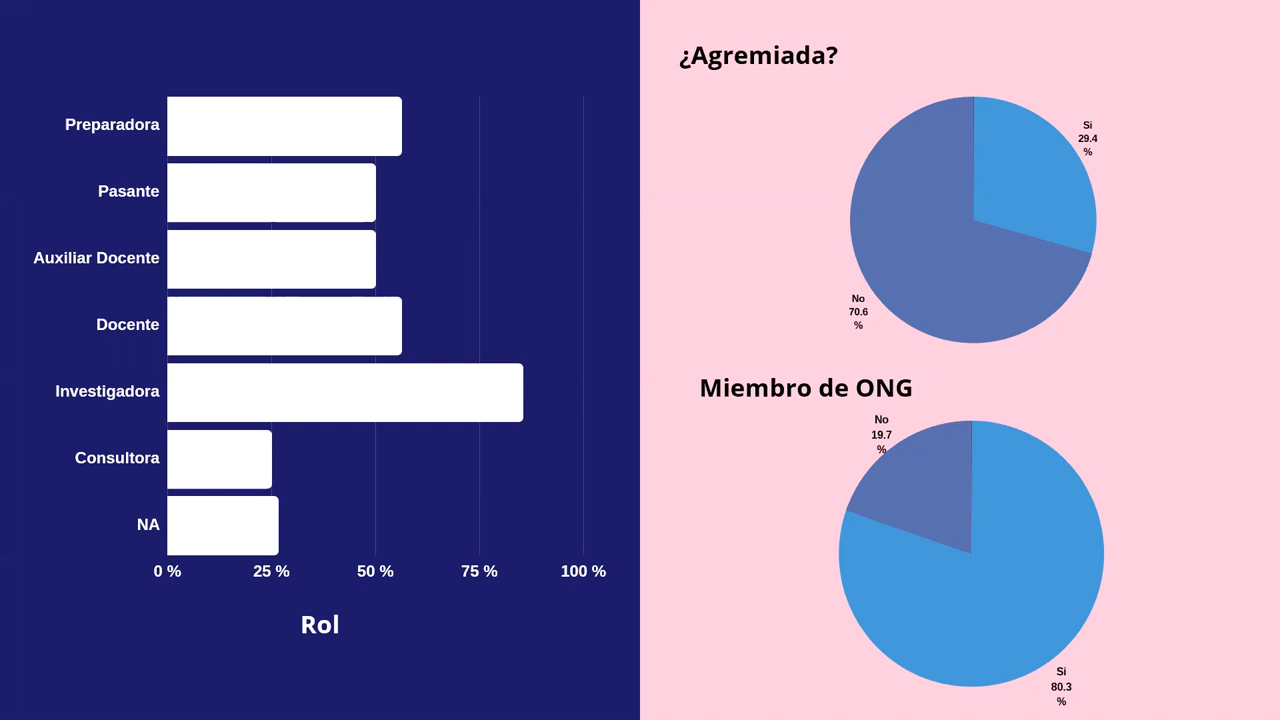 Preparadora
Pasante
Auxiliar Docente
Docente
Investigadora
Consultora
NA
0 %
25 %
50 %
75 %
100 %
Rol
¿Agremiada?
Si
29.4
%
No
70.6
%
Miembro de ONG
No
19.7
%
Si
80.3
%